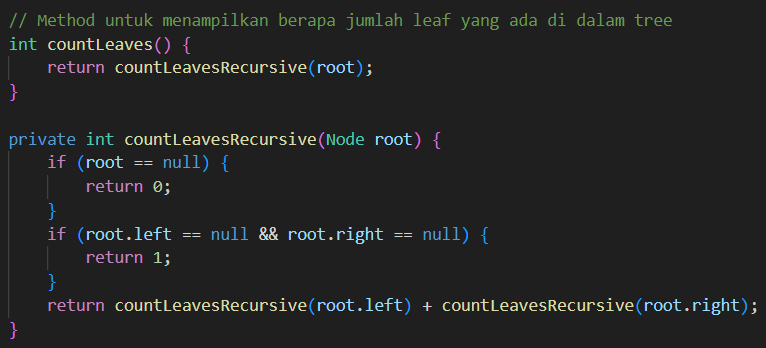 // Method untuk menampilkan berapa jumlah leaf yang ada di dalam tree
int countLeaves() {
    return countLeavesRecursive(root);
}

private int countLeavesRecursive(Node root) {
    if (root == null) {
        return 0;
    }
    if (root.left == null && root.right == null) {
        return 1;
    }
    return countLeavesRecursive(root.left) + countLeavesRecursive(root.right);
}